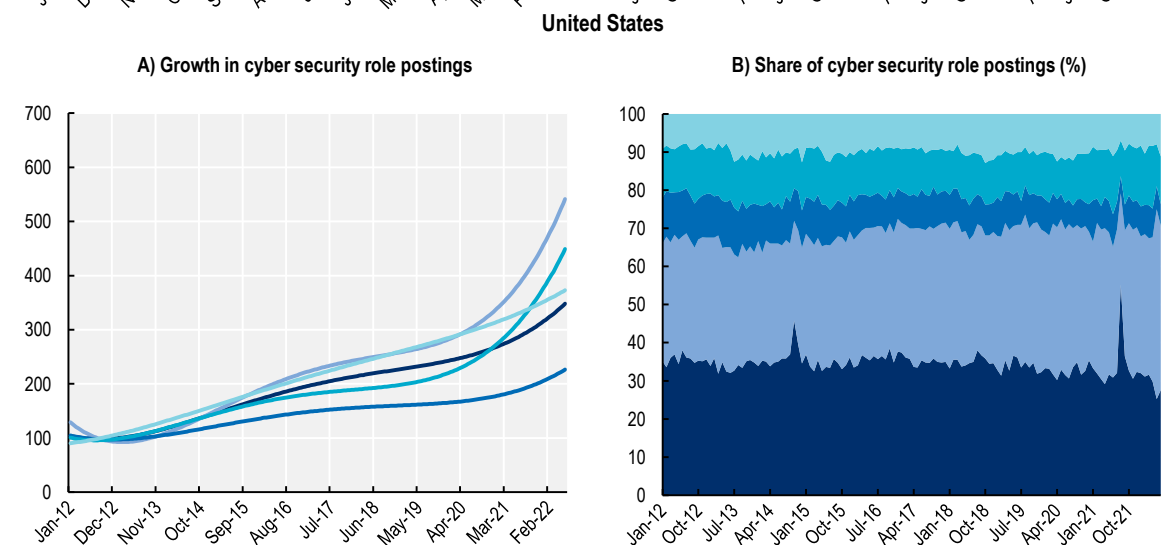 United States
A) Growth in cyber security role postings
B) Share of cyber security role postings (%)
700
600
500
400
300
200
100
0
Jan-12
Dec-12
Nov-13
Oct-14
Sep-15
Aug-16
Jul-17
Jun-18
May-19
Apr-20
Mar-21
Feb-22
100
90
80
70
60
50
40
30
20
10
0
Jan-12
Oct-12
Jul-13
Apr-14
Jan-15
Oct-15
Jul-16
Apr-17
Jan-18
Oct-18
Jul-19
Apr-20
Jan-21
Oct-21